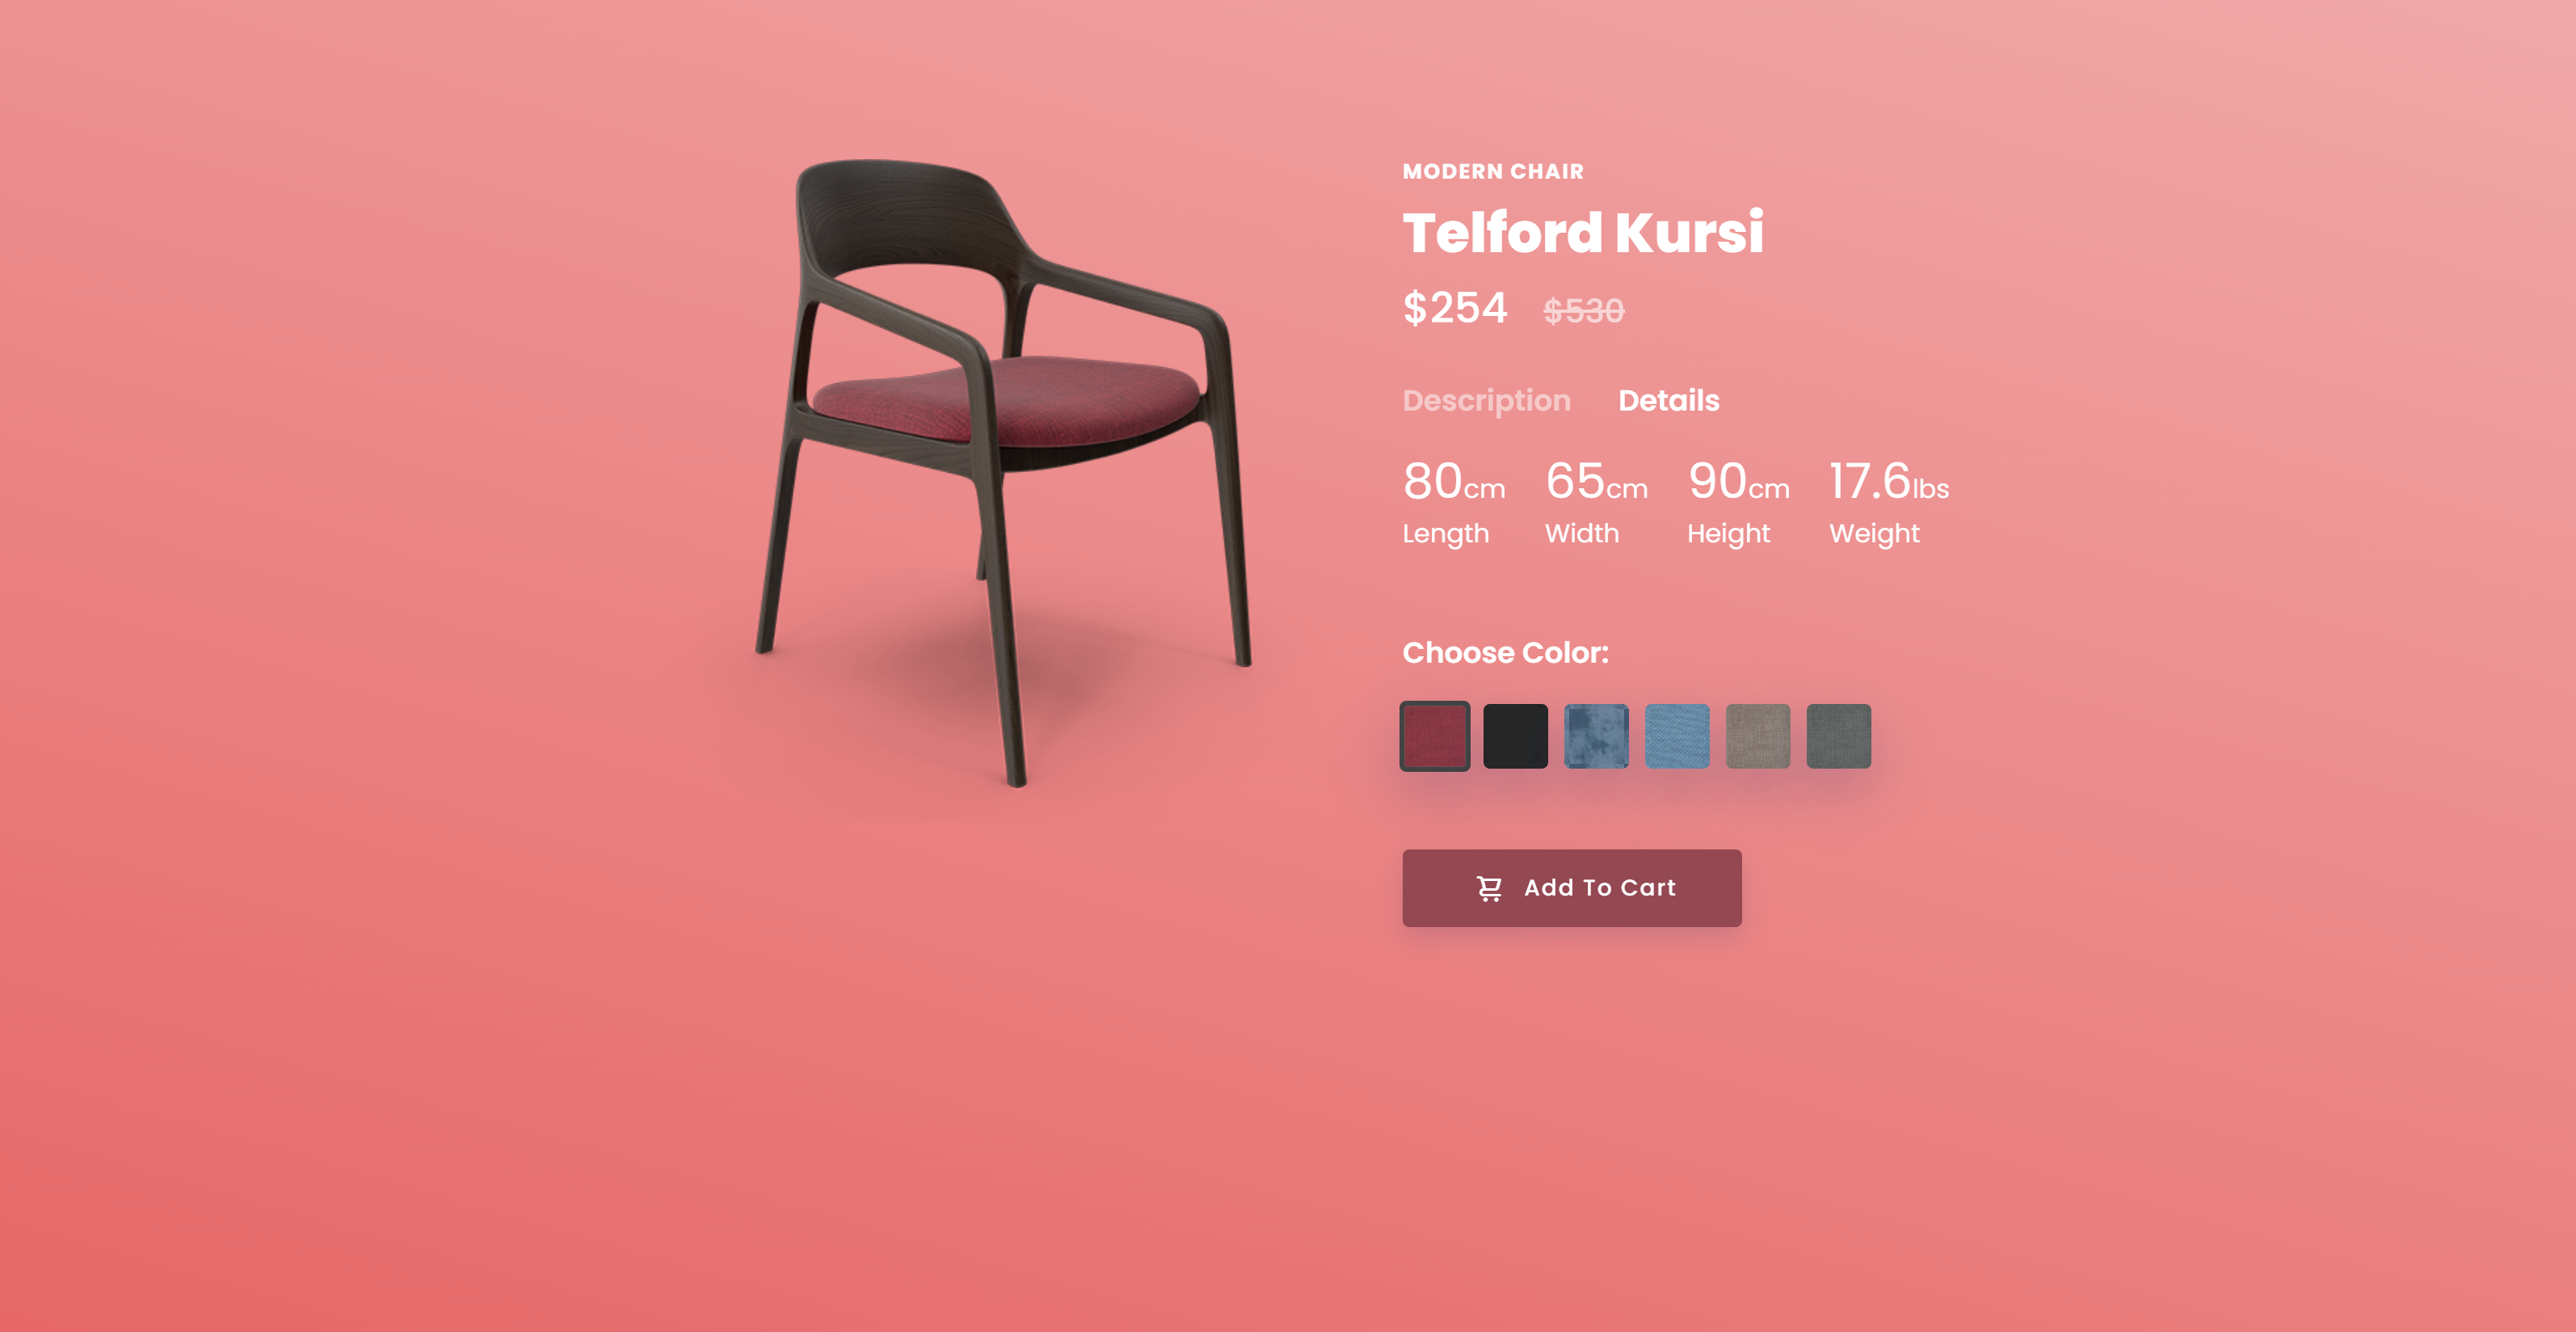 MODERN CHAIR
Telford Kursi
$254 $530
Description Details
80cm 65cm 90cm 17.6lbs
Length Width Height Weight
Choose Color:
Add To Cart